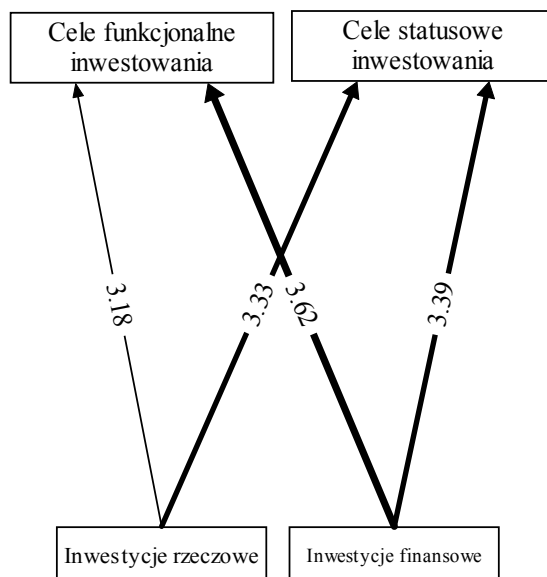 Cele funkcjonalne
inwestowania
Cele statusowe
inwestowania
3.18
3.33
3.62
3.39
Inwestycje rzeczowe
Inwestycje finansowe